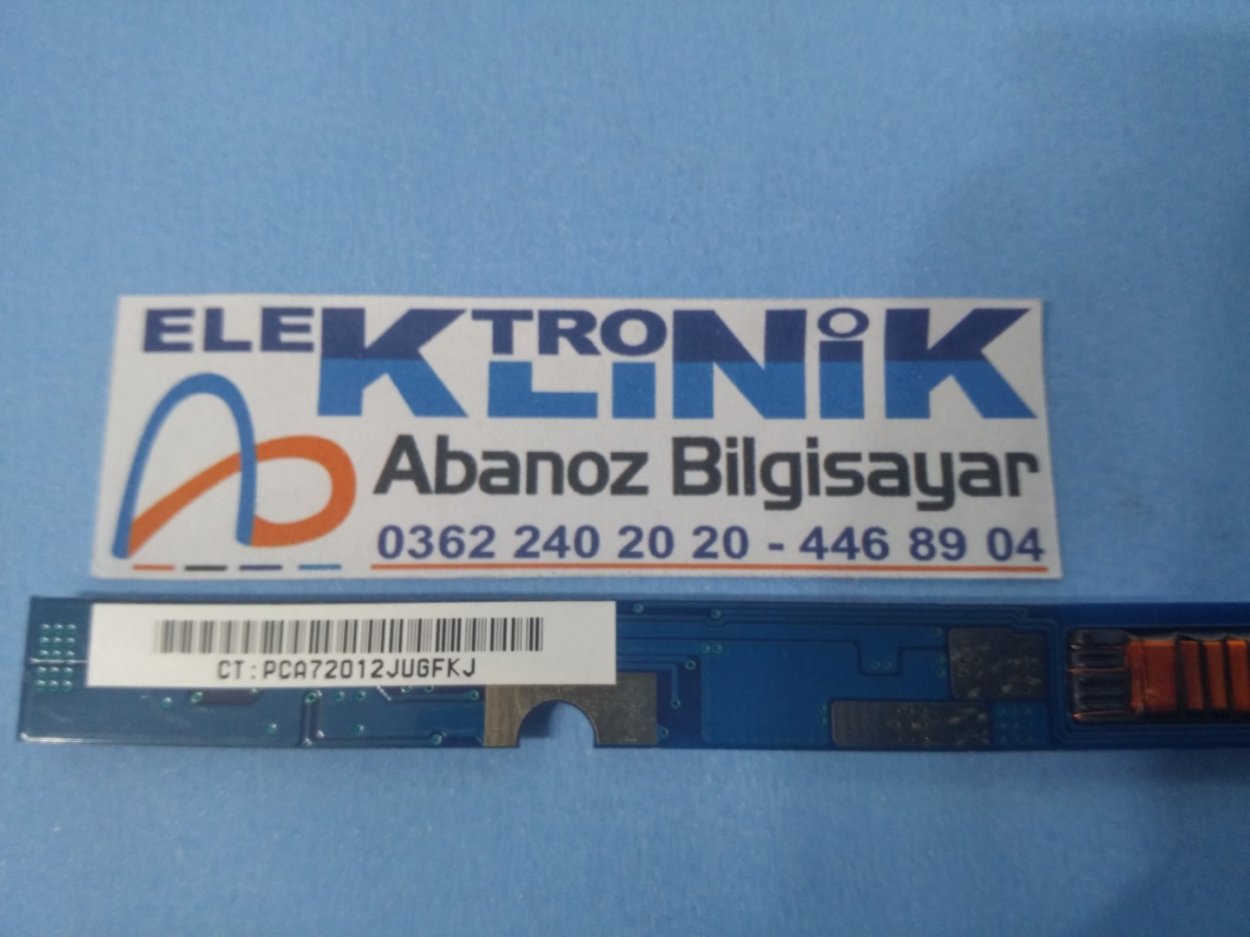 ELEKTRONİK
KLİNİK
Abanoz Bilgisayar
0362 240 20 20 - 446 89 04
CT:PCA72012JUGFKJ